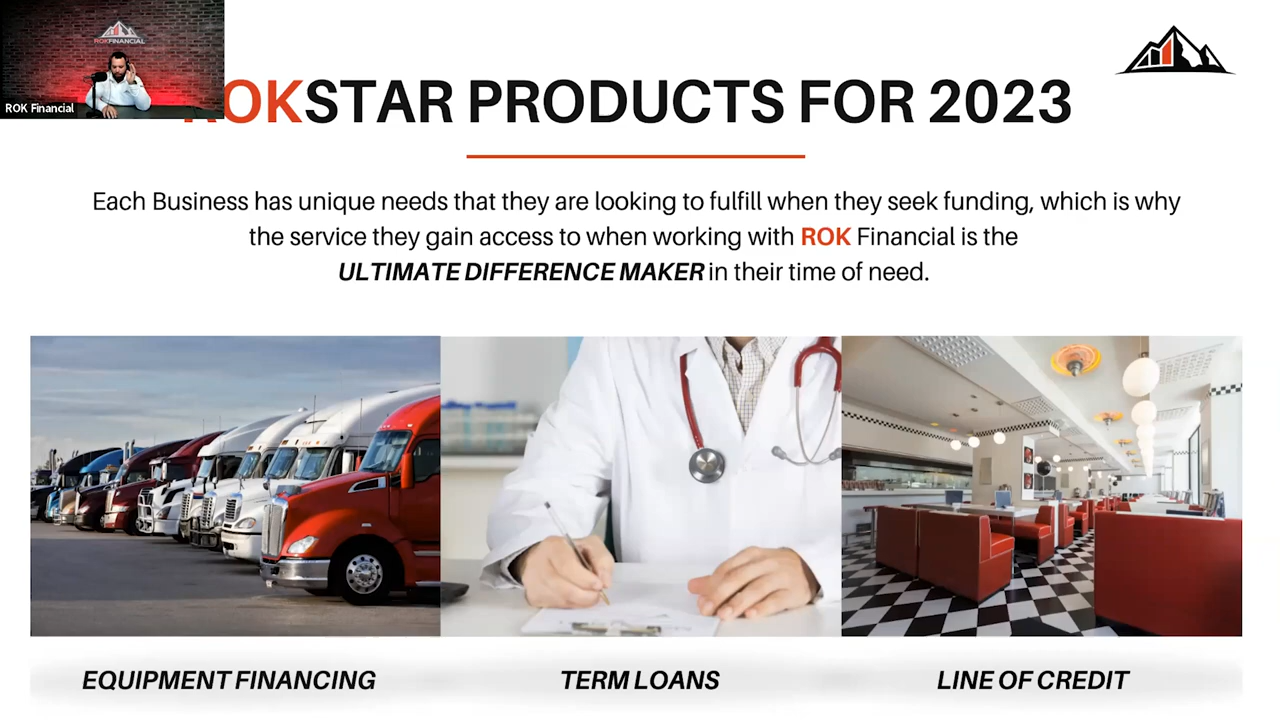 ROKFINANCIAL
ROK Financial
ROKSTAR PRODUCTS FOR 2023
Each Business has unique needs that they are looking to fulfill when they seek funding, which is why
the service they gain access to when working with ROK Financial is the
ULTIMATE DIFFERENCE MAKER in their time of need.
EQUIPMENT FINANCING
TERM LOANS
LINE OF CREDIT